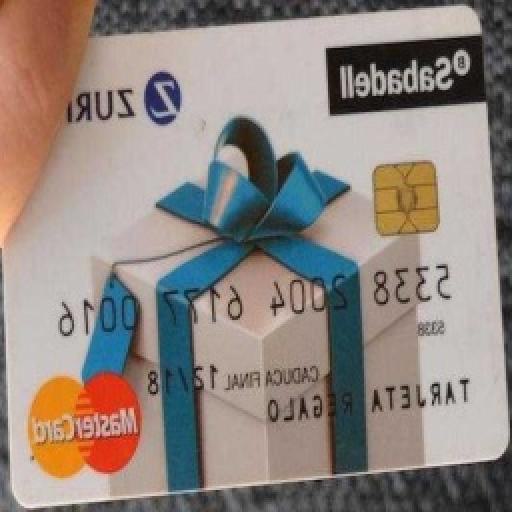 Sabadell
ZURI
5338 2004 6177 0016
5338
CADUCA FINAL 12/18
TARJETA REGALO
MasterCard